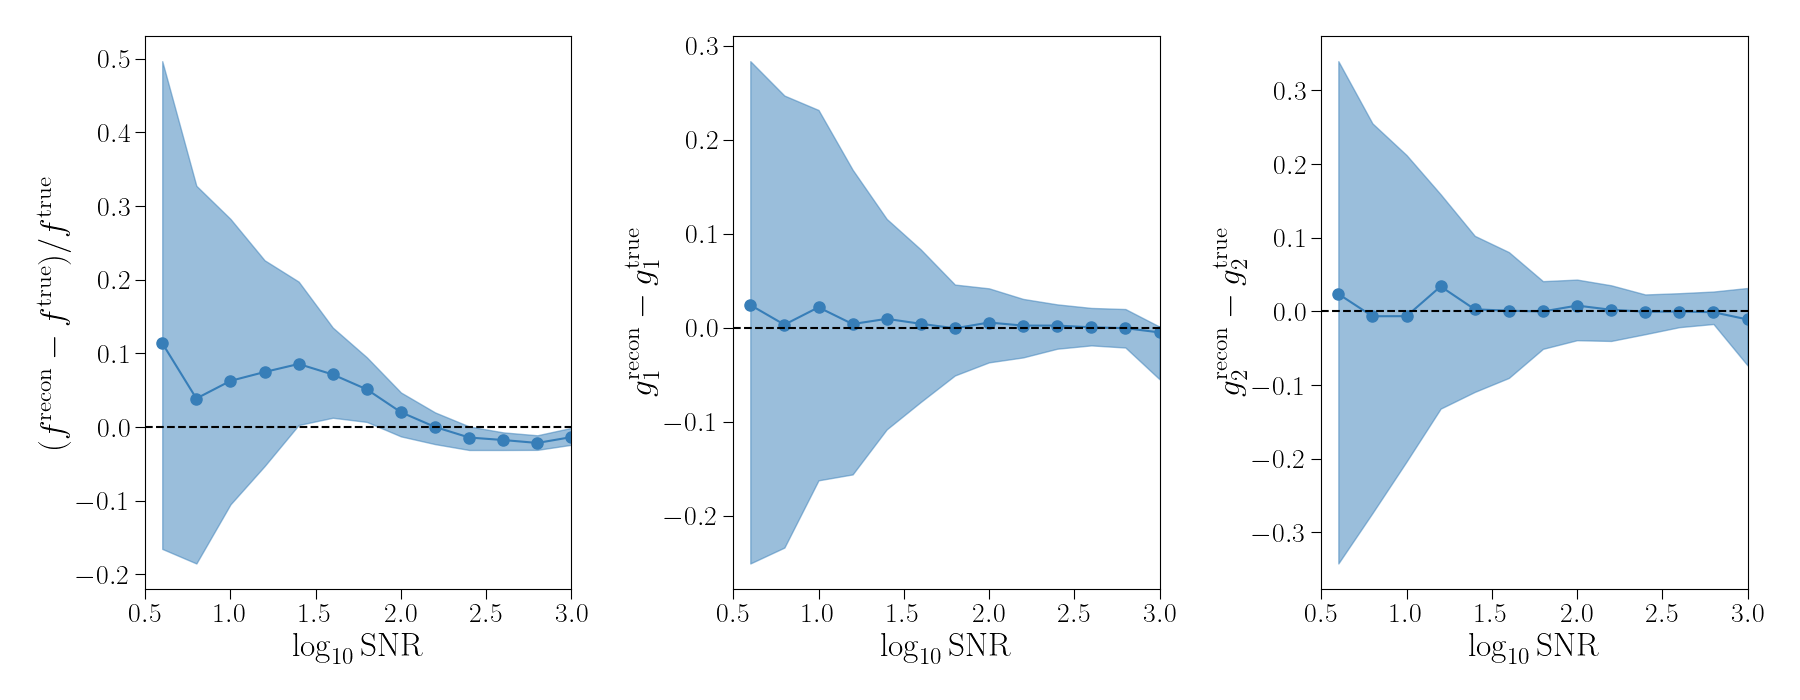 (f^recon − f^true)/f^true
0.5
0.4
0.3
0.2
0.1
0.0
−0.1
−0.2
0.5 1.0 1.5 2.0 2.5 3.0
log₁₀ SNR
g₁^recon − g₁^true
0.3
0.2
0.1
0.0
−0.1
−0.2
0.5 1.0 1.5 2.0 2.5 3.0
log₁₀ SNR
g₂^recon − g₂^true
0.3
0.2
0.1
0.0
−0.1
−0.2
−0.3
0.5 1.0 1.5 2.0 2.5 3.0
log₁₀ SNR